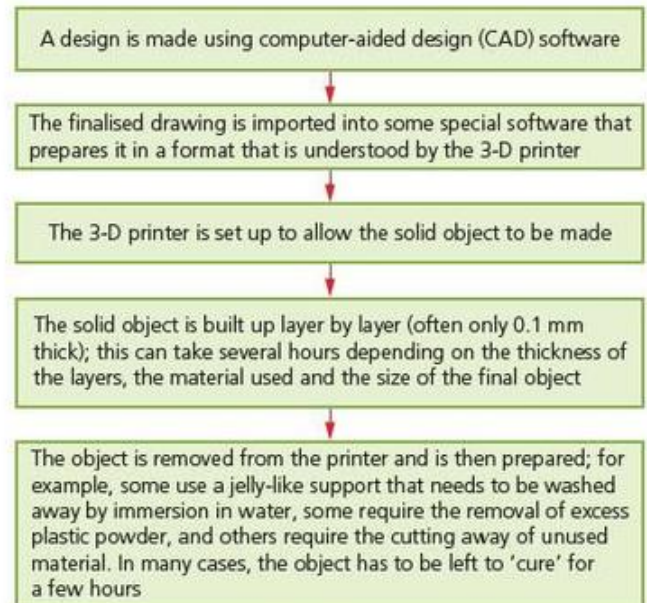 A design is made using computer-aided design (CAD) software
The finalised drawing is imported into some special software that
prepares it in a format that is understood by the 3-D printer
The 3-D printer is set up to allow the solid object to be made
The solid object is built up layer by layer (often only 0.1 mm
thick); this can take several hours depending on the thickness of
the layers, the material used and the size of the final object
The object is removed from the printer and is then prepared; for
example, some use a jelly-like support that needs to be washed
away by immersion in water, some require the removal of excess
plastic powder, and others require the cutting away of unused
material. In many cases, the object has to be left to ‘cure’ for
a few hours